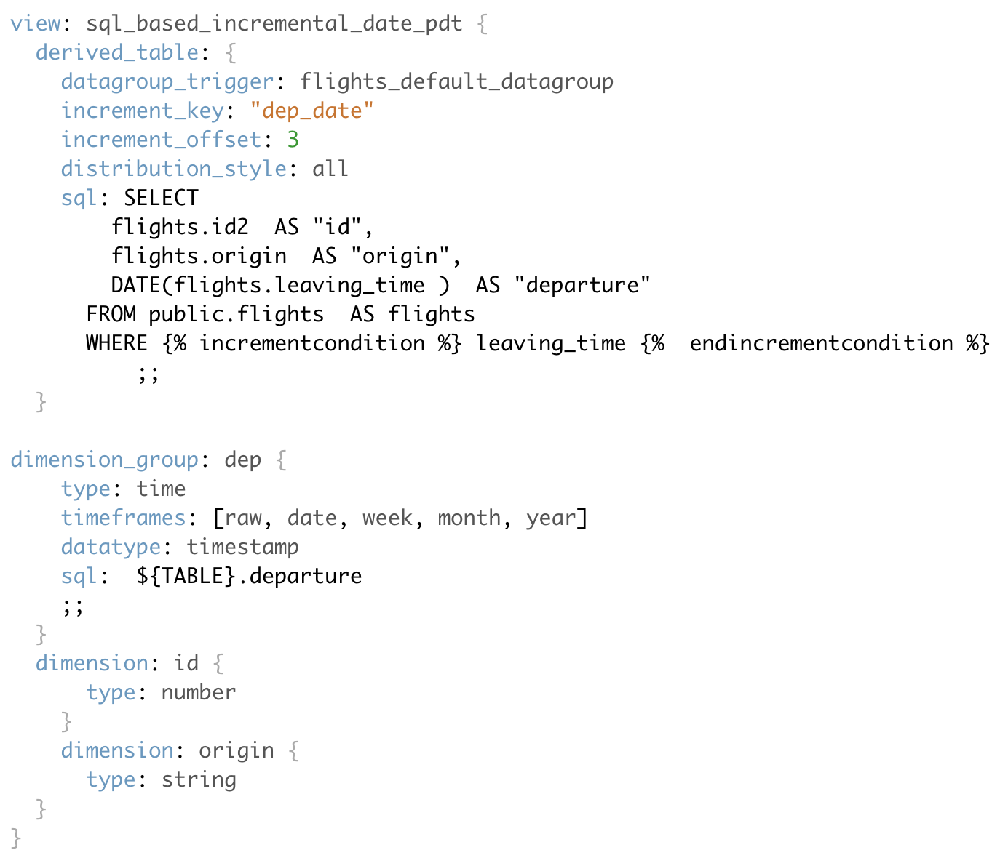 view: sql_based_incremental_date_pdt {
  derived_table: {
    datagroup_trigger: flights_default_datagroup
    increment_key: "dep_date"
    increment_offset: 3
    distribution_style: all
    sql: SELECT
        flights.id2  AS "id",
        flights.origin  AS "origin",
        DATE(flights.leaving_time )  AS "departure"
      FROM public.flights  AS flights
      WHERE {% incrementcondition %} leaving_time {%  endincrementcondition %}
          ;;
  }

dimension_group: dep {
    type: time
    timeframes: [raw, date, week, month, year]
    datatype: timestamp
    sql:  ${TABLE}.departure
    ;;
  }
  dimension: id {
      type: number
    }
    dimension: origin {
      type: string
  }
}